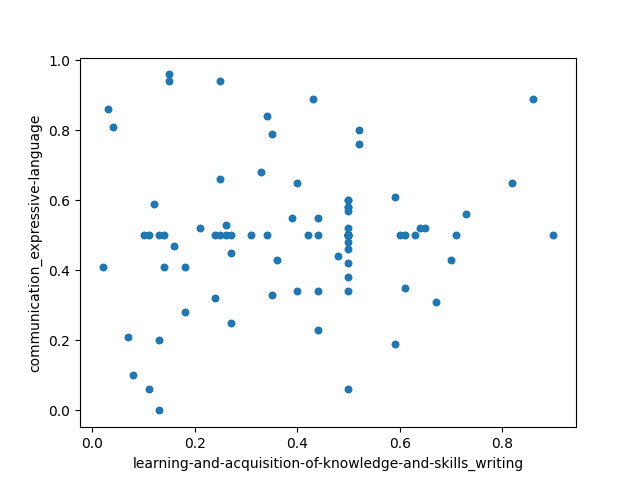 1.0
0.8
0.6
0.4
0.2
0.0
communication_expressive-language
0.0 0.2 0.4 0.6 0.8
learning-and-acquisition-of-knowledge-and-skills_writing